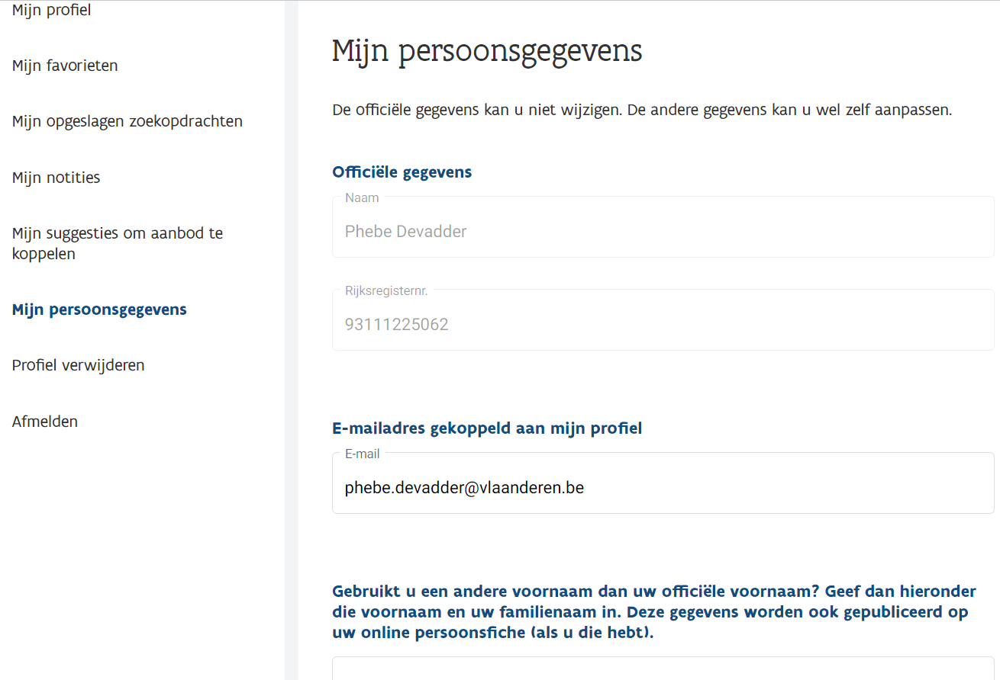 Mijn profiel
Mijn favorieten
Mijn opgeslagen zoekopdrachten
Mijn notities
Mijn suggesties om aanbod te
koppelen
Mijn persoonsgegevens
Profiel verwijderen
Afmelden
Mijn persoonsgegevens
De officiële gegevens kan u niet wijzigen. De andere gegevens kan u wel zelf aanpassen.
Officiële gegevens
Naam
Phebe Devadder
Rijksregisternr.
93111225062
E-mailadres gekoppeld aan mijn profiel
E-mail
phebe.devadder@vlaanderen.be
Gebruikt u een andere voornaam dan uw officiële voornaam? Geef dan hieronder
die voornaam en uw familienaam in. Deze gegevens worden ook gepubliceerd op
uw online persoonsfiche (als u die hebt).